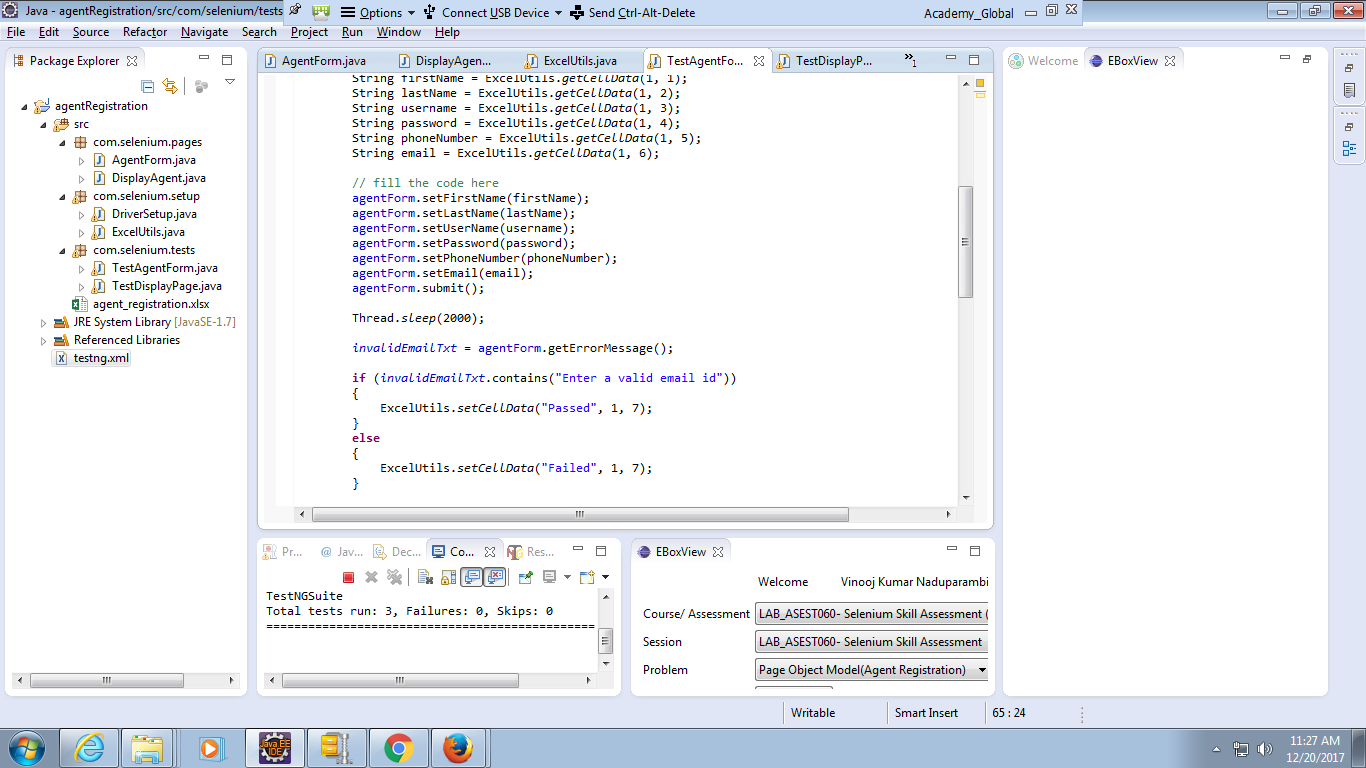 Java - agentRegistration/src/com/selenium/tests
Options
Connect USB Device
Send Ctrl-Alt-Delete
Academy_Global
File Edit Source Refactor Navigate Search Project Run Window Help
Package Explorer
AgentForm.java
DisplayAgen...
ExcelUtils.java
TestAgentFo...
TestDisplayP...
»1
Welcome
EBoxView
agentRegistration
src
com.selenium.pages
AgentForm.java
DisplayAgent.java
com.selenium.setup
DriverSetup.java
ExcelUtils.java
com.selenium.tests
TestAgentForm.java
TestDisplayPage.java
agent_registration.xlsx
JRE System Library [JavaSE-1.7]
Referenced Libraries
testng.xml
String firstName = ExcelUtils.getCellData(1, 1);
String lastName = ExcelUtils.getCellData(1, 2);
String username = ExcelUtils.getCellData(1, 3);
String password = ExcelUtils.getCellData(1, 4);
String phoneNumber = ExcelUtils.getCellData(1, 5);
String email = ExcelUtils.getCellData(1, 6);
// fill the code here
agentForm.setFirstName(firstName);
agentForm.setLastName(lastName);
agentForm.setUserName(username);
agentForm.setPassword(password);
agentForm.setPhoneNumber(phoneNumber);
agentForm.setEmail(email);
agentForm.submit();
Thread.sleep(2000);
invalidEmailTxt = agentForm.getErrorMessage();
if (invalidEmailTxt.contains("Enter a valid email id"))
{
ExcelUtils.setCellData("Passed", 1, 7);
}
else
{
ExcelUtils.setCellData("Failed", 1, 7);
}
Pr...
Java...
Dec...
Co...
Res...
TestNGSuite
Total tests run: 3, Failures: 0, Skips: 0
===============================================
EBoxView
Welcome Vinooj Kumar Naduparambi
Course/ Assessment LAB_ASEST060- Selenium Skill Assessment (
Session LAB_ASEST060- Selenium Skill Assessment
Problem Page Object Model(Agent Registration)
Writable
Smart Insert
65 : 24
Java EE
IDE
11:27 AM
12/20/2017